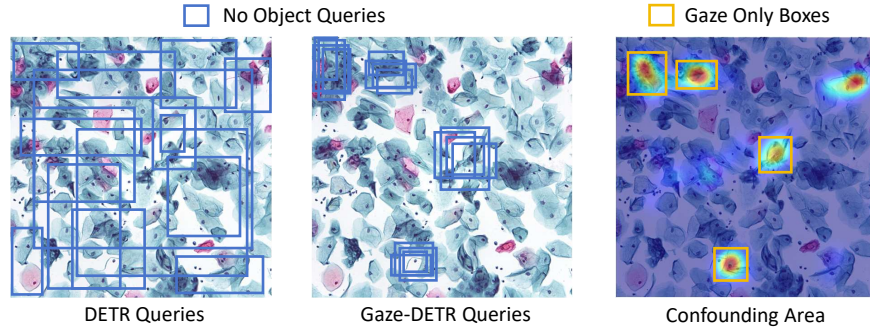 No Object Queries
Gaze Only Boxes
DETR Queries
Gaze-DETR Queries
Confounding Area